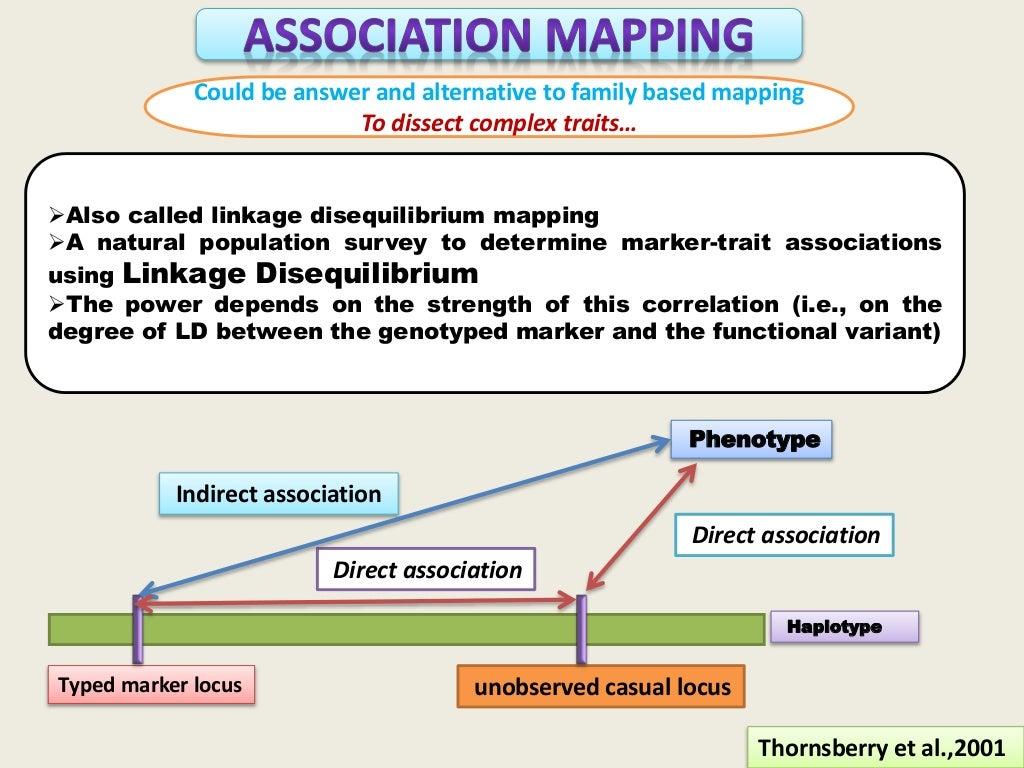 ASSOCIATION MAPPING
Could be answer and alternative to family based mapping
To dissect complex traits...
➢Also called linkage disequilibrium mapping
➢A natural population survey to determine marker-trait associations
using Linkage Disequilibrium
➢The power depends on the strength of this correlation (i.e., on the
degree of LD between the genotyped marker and the functional variant)
Phenotype
Indirect association
Direct association
Direct association
Haplotype
Typed marker locus
unobserved casual locus
Thornsberry et al.,2001